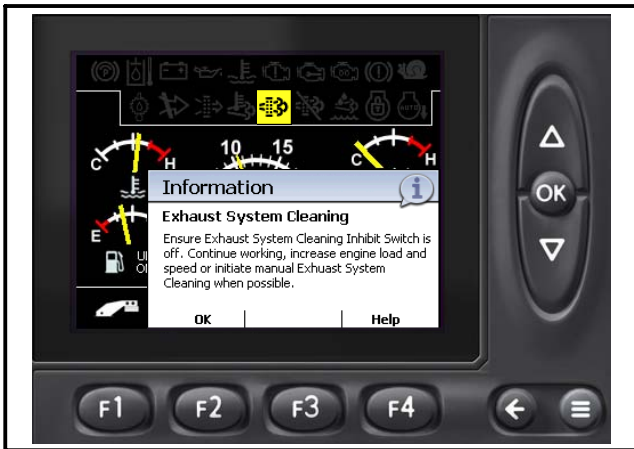 C H
10 15
C H
E
U
O
Information i
Exhaust System Cleaning
Ensure Exhaust System Cleaning Inhibit Switch is
off. Continue working, increase engine load and
speed or initiate manual Exhuast System
Cleaning when possible.
OK Help
OK
F1 F2 F3 F4